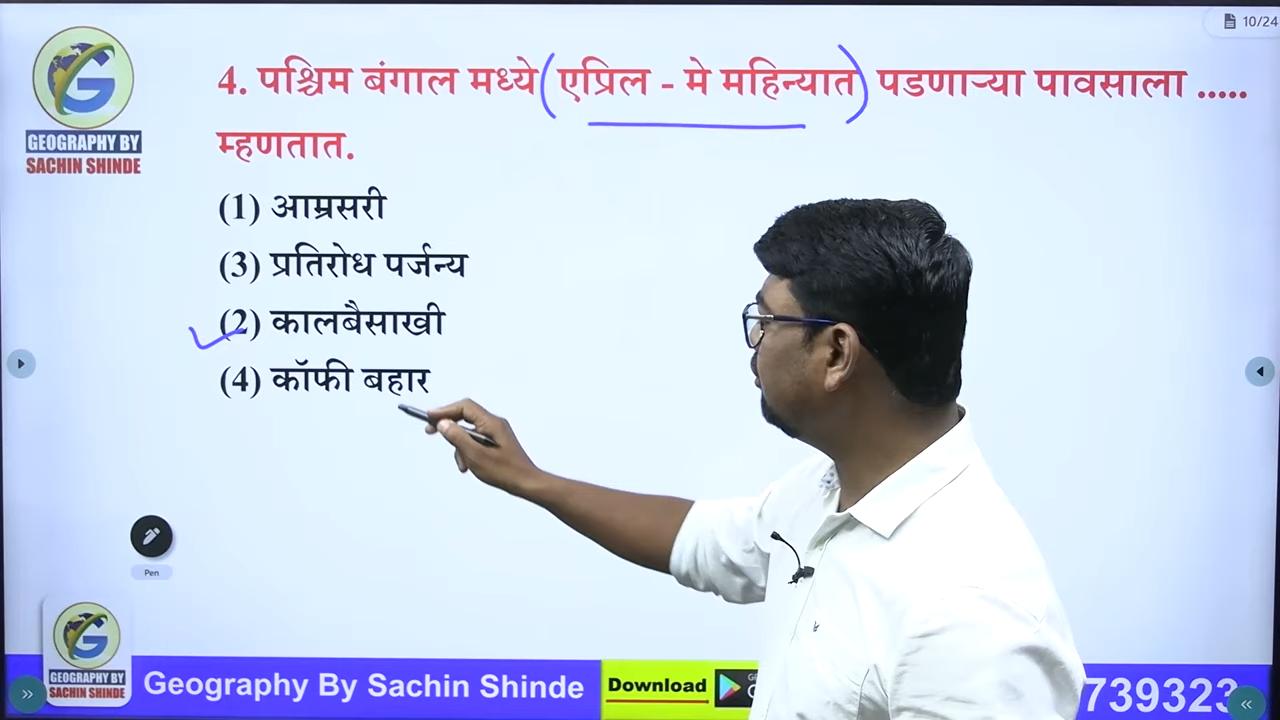 10/24
GEOGRAPHY BY
SACHIN SHINDE
4. पश्चिम बंगाल मध्ये (एप्रिल - मे महिन्यात) पडणाऱ्या पावसाला .....
म्हणतात.
(1) आम्रसरी
(3) प्रतिरोध पर्जन्य
(2) कालबैसाखी
(4) कॉफी बहार
Pen
GEOGRAPHY BY
SACHIN SHINDE
Geography By Sachin Shinde
Download
739323